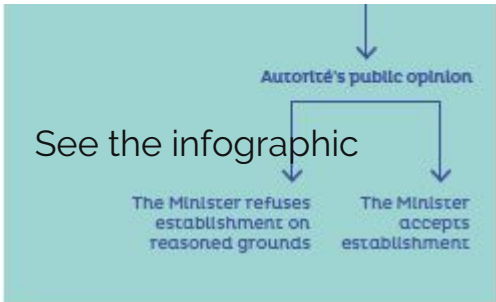 Autorité's public opinion
See the infographic
The Minister refuses
establishment on
reasoned grounds
The Minister
accepts
establishment